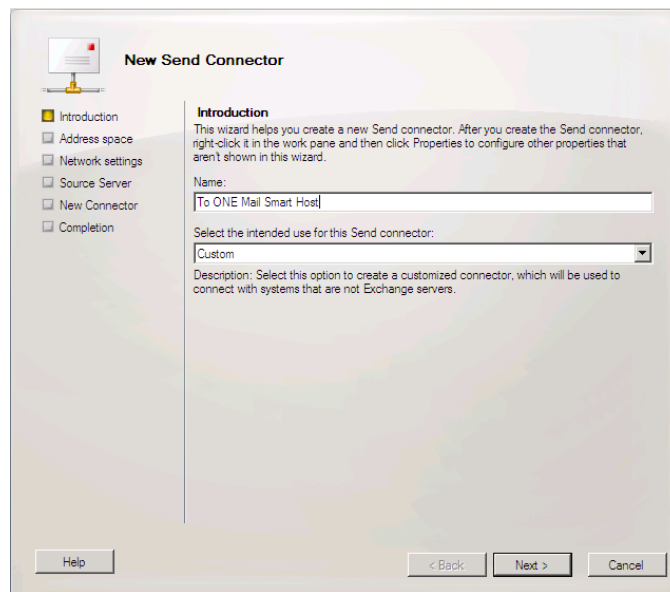 New Send Connector
Introduction
Address space
Network settings
Source Server
New Connector
Completion
Introduction
This wizard helps you create a new Send connector. After you create the Send connector,
right-click it in the work pane and then click Properties to configure other properties that
aren't shown in this wizard.
Name:
To ONE Mail Smart Host
Select the intended use for this Send connector:
Custom
Description: Select this option to create a customized connector, which will be used to
connect with systems that are not Exchange servers.
Help
< Back
Next >
Cancel